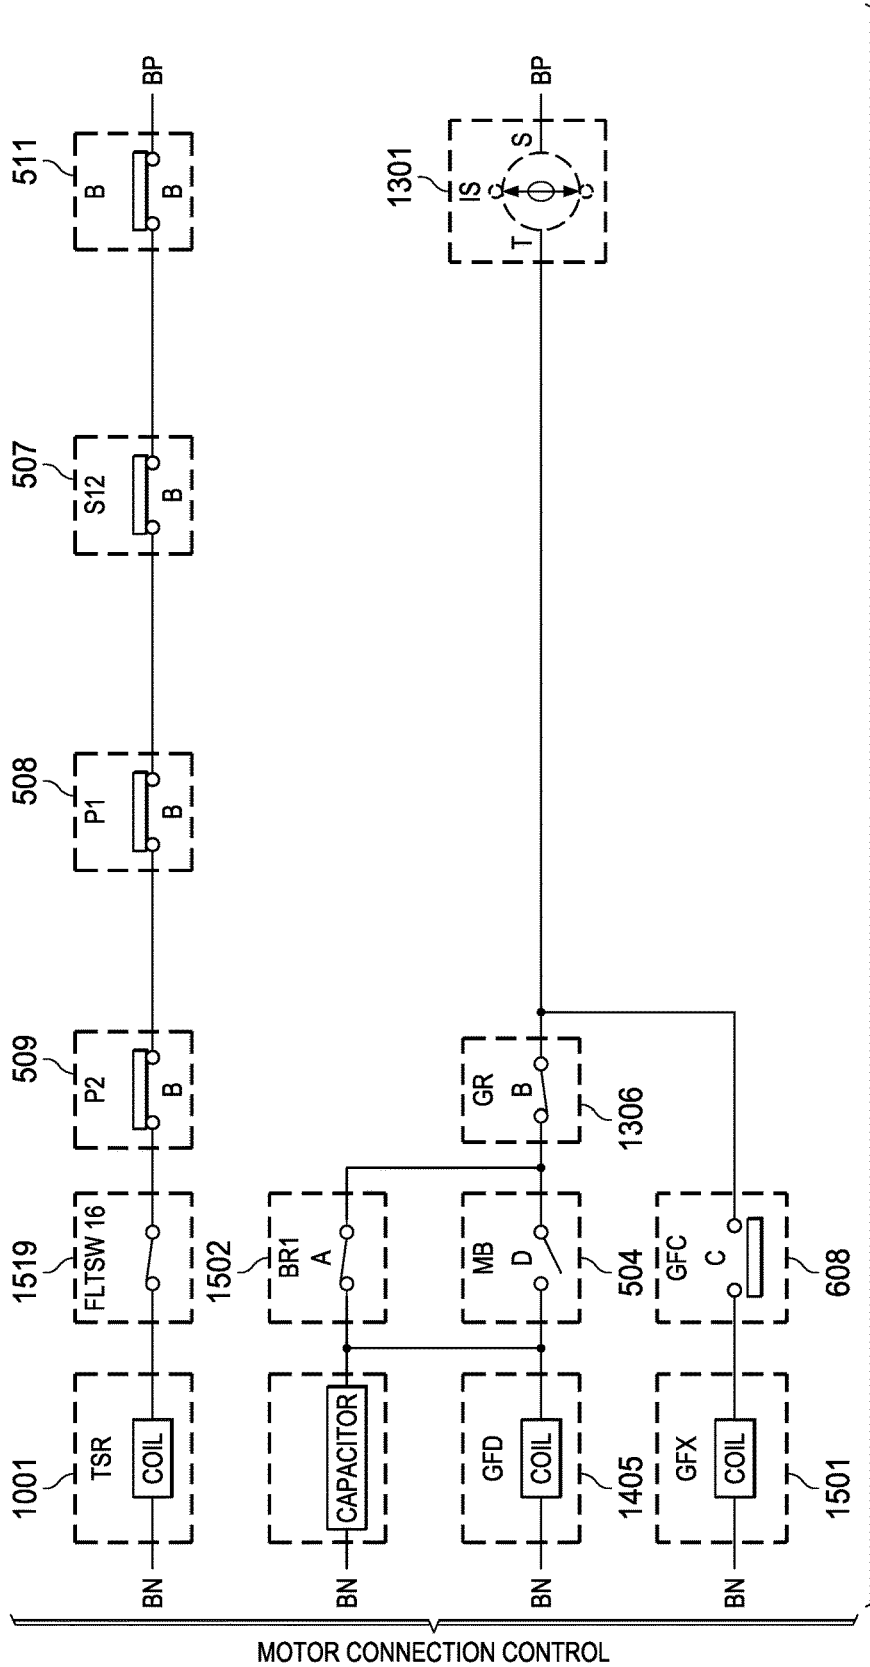 BN
1001
TSR
COIL
1519
FLTSW 16
509
P2
B
508
P1
B
507
S12
B
511
B
B
BP
BN
CAPACITOR
1502
BR1
A
BN
GFD
COIL
1405
MB
D
504
GR
B
1306
1301
IS
T
S
BP
BN
GFX
COIL
1501
GFC
C
608
MOTOR CONNECTION CONTROL